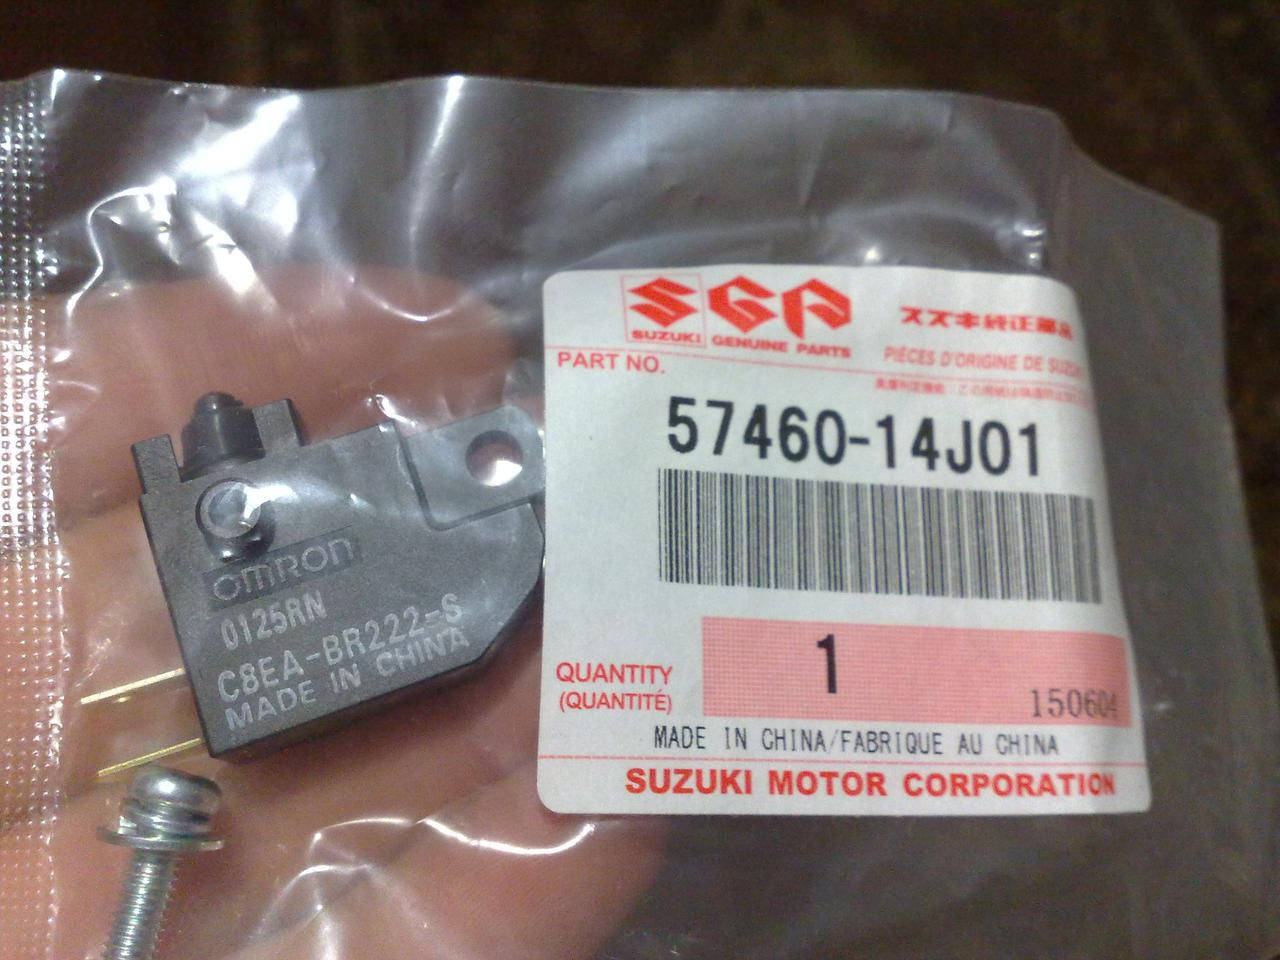 SGP
SUZUKI GENUINE PARTS
スズキ純正部品
PART NO.
PIÈCES D'ORIGINE DE SUZUKI
57460-14J01
QUANTITY
(QUANTITÉ)
1
150604
MADE IN CHINA/FABRIQUE AU CHINA
SUZUKI MOTOR CORPORATION
OMRON
0125RN
C8EA-BR222-S
MADE IN CHINA